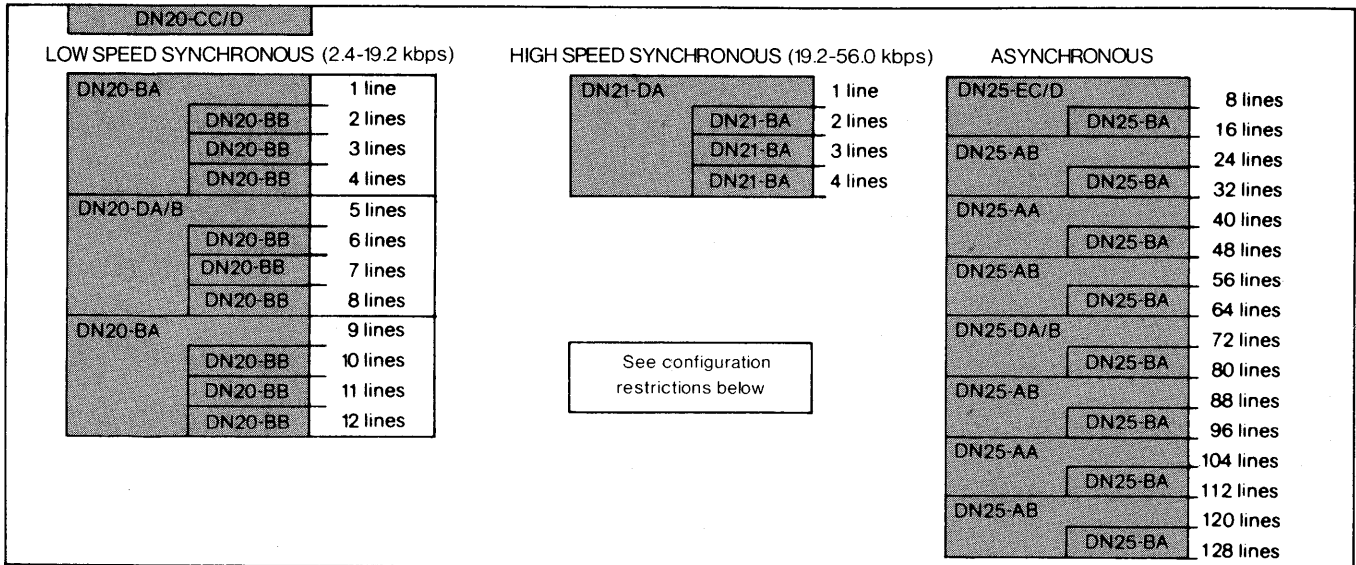 DN20-CC/D
LOW SPEED SYNCHRONOUS (2.4-19.2 kbps)
DN20-BA 1 line
DN20-BB 2 lines
DN20-BB 3 lines
DN20-BB 4 lines
DN20-DA/B 5 lines
DN20-BB 6 lines
DN20-BB 7 lines
DN20-BB 8 lines
DN20-BA 9 lines
DN20-BB 10 lines
DN20-BB 11 lines
DN20-BB 12 lines
HIGH SPEED SYNCHRONOUS (19.2-56.0 kbps)
DN21-DA 1 line
DN21-BA 2 lines
DN21-BA 3 lines
DN21-BA 4 lines
See configuration
restrictions below
ASYNCHRONOUS
DN25-EC/D 8 lines
DN25-BA 16 lines
DN25-AB 24 lines
DN25-BA 32 lines
DN25-AA 40 lines
DN25-BA 48 lines
DN25-AB 56 lines
DN25-BA 64 lines
DN25-DA/B 72 lines
DN25-BA 80 lines
DN25-AB 88 lines
DN25-BA 96 lines
DN25-AA 104 lines
DN25-BA 112 lines
DN25-AB 120 lines
DN25-BA 128 lines